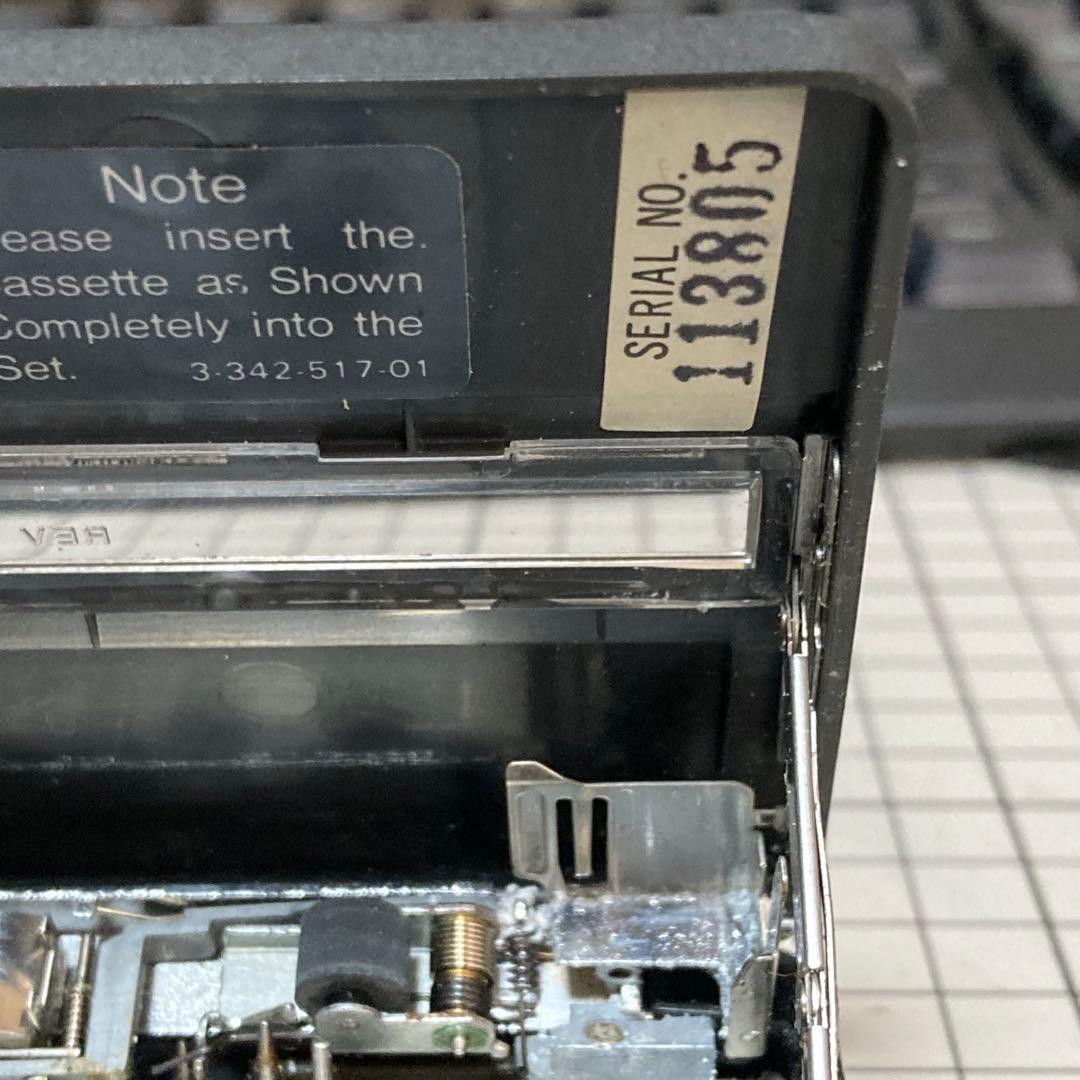 Note
ease insert the.
assette as Shown
Completely into the
Set. 3-342-517-01
SERIAL NO.
113805
REV